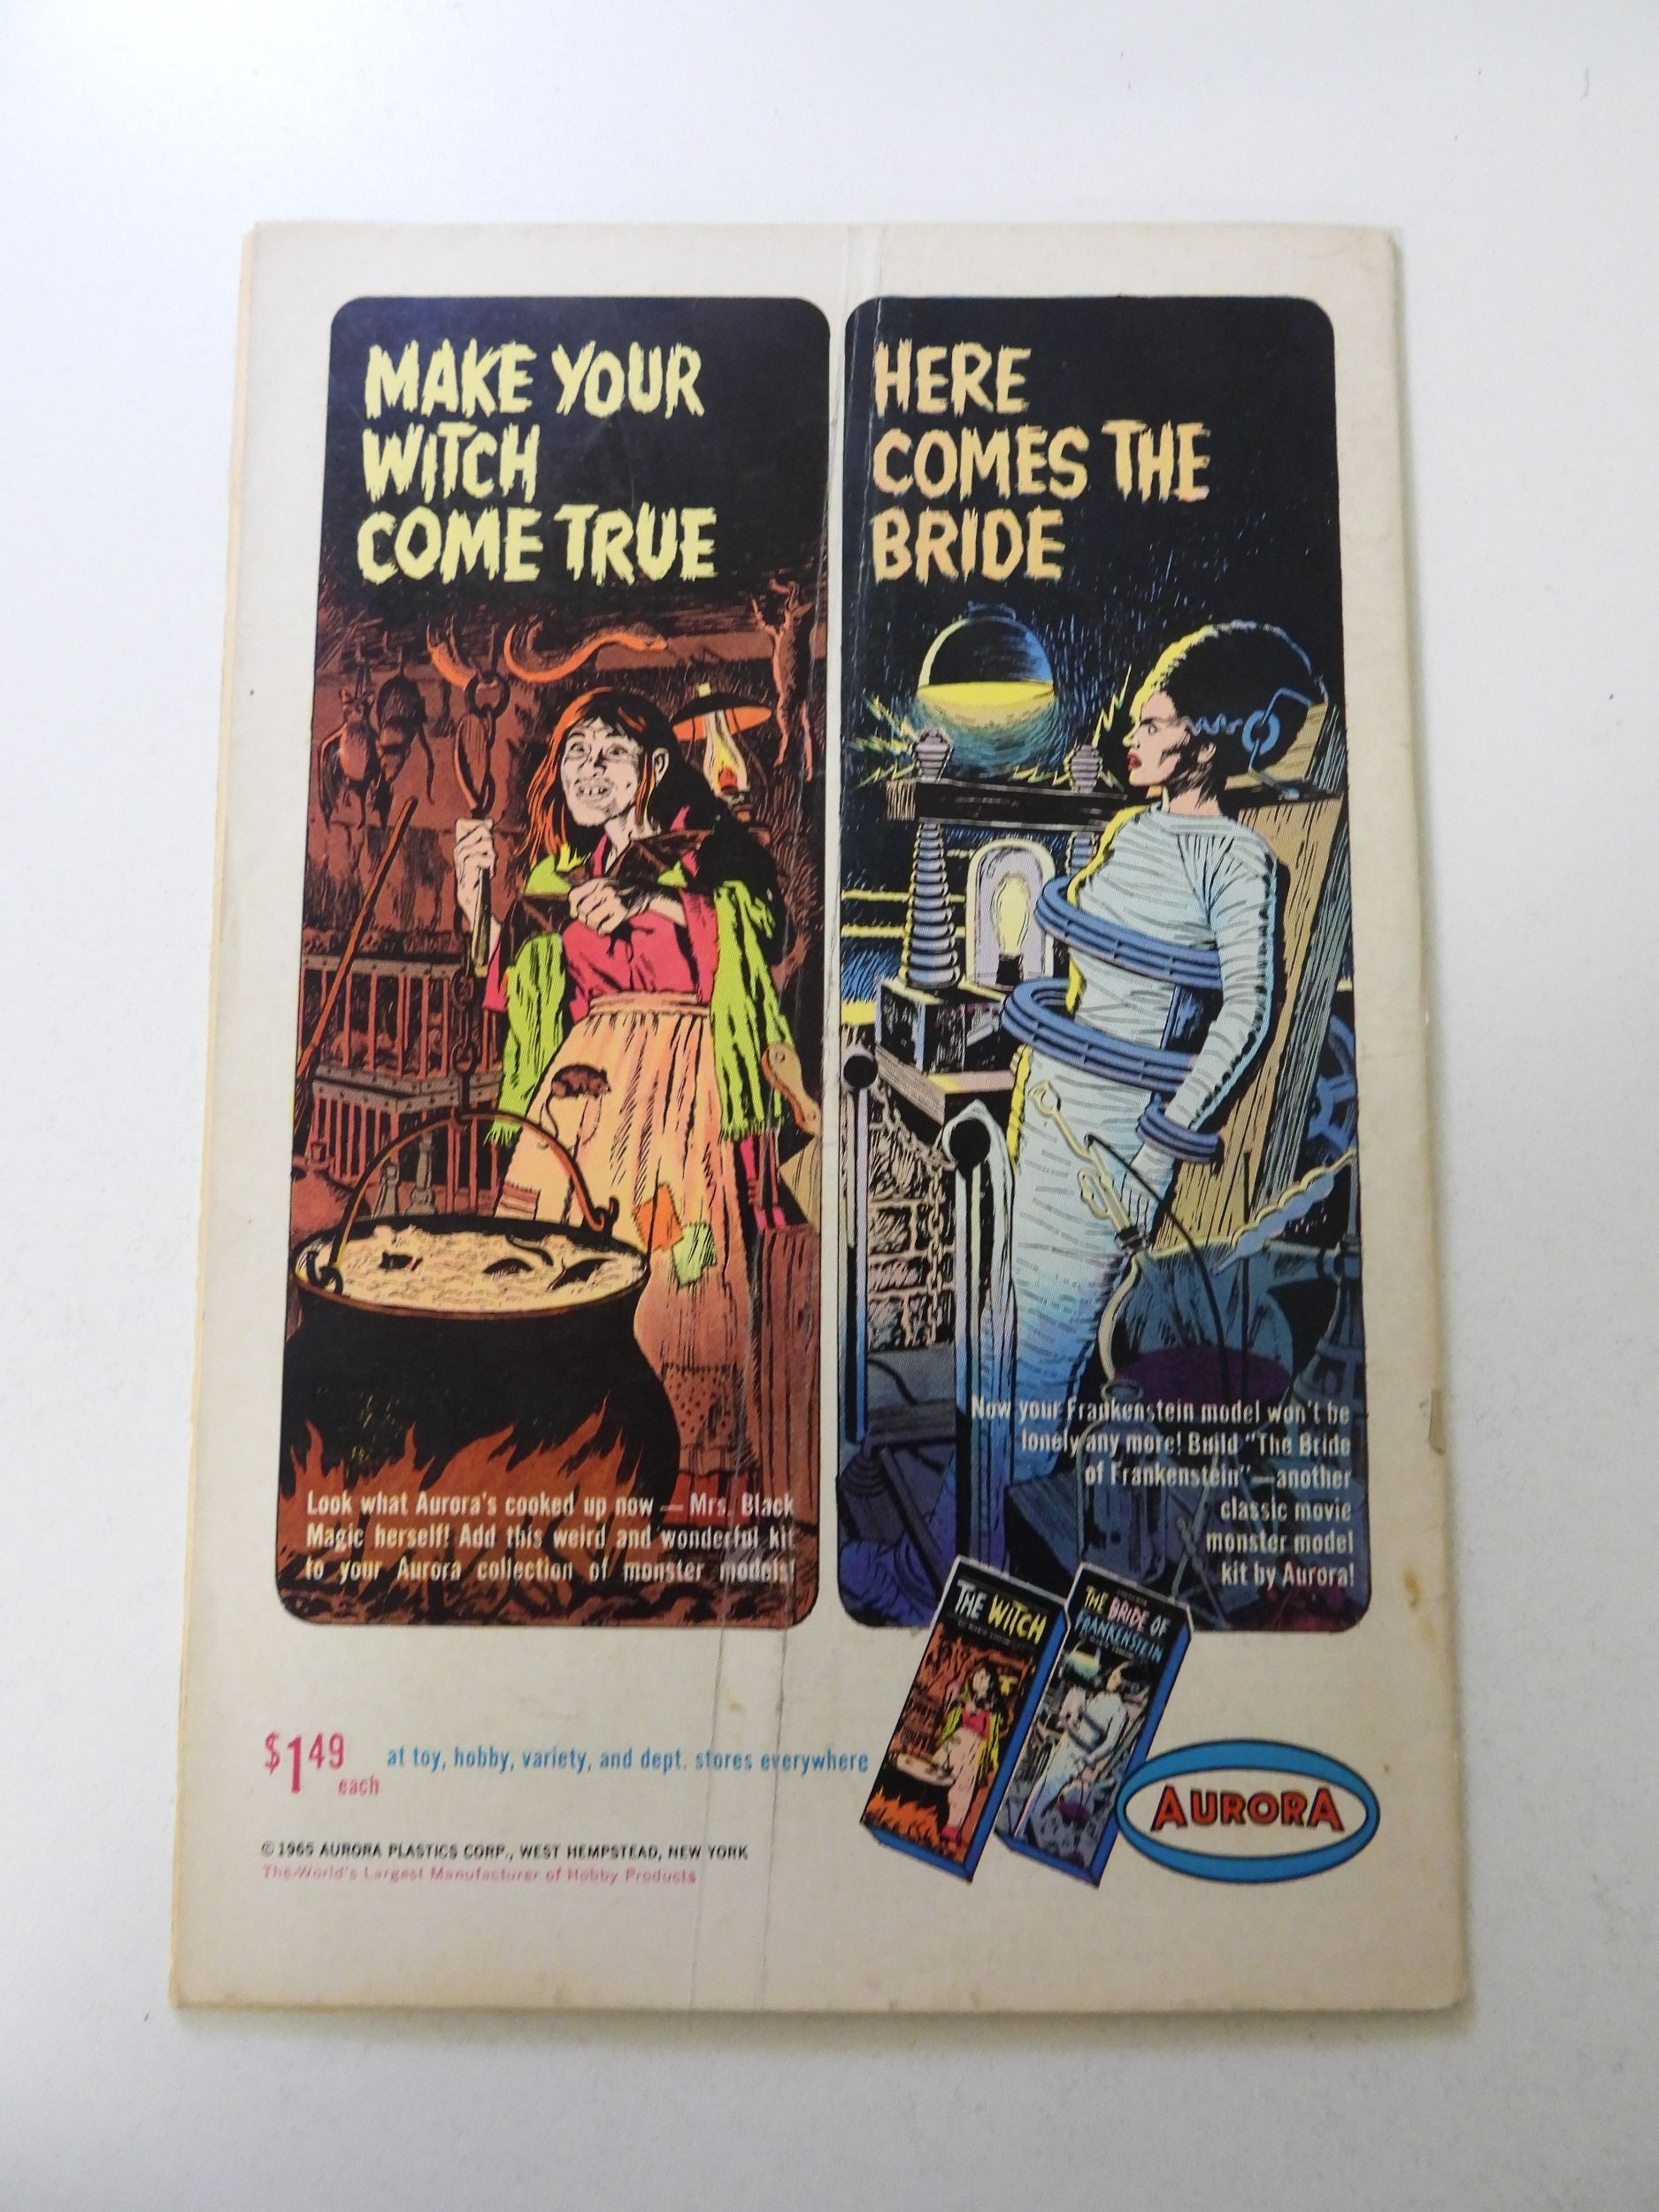 MAKE YOUR
WITCH
COME TRUE
Look what Aurora's cooked up now — Mrs. Black
Magic herself! Add this weird and wonderful kit
to your Aurora collection of monster models!
HERE
COMES THE
BRIDE
Now your Frankenstein model won't be
lonely any more! Build "The Bride
of Frankenstein"—another
classic movie
monster model
kit by Aurora!
THE WITCH
THE BRIDE OF
FRANKENSTEIN
$1.49 each
at toy, hobby, variety, and dept. stores everywhere
AURORA
© 1965 AURORA PLASTICS CORP., WEST HEMPSTEAD, NEW YORK
The World's Largest Manufacturer of Hobby Products